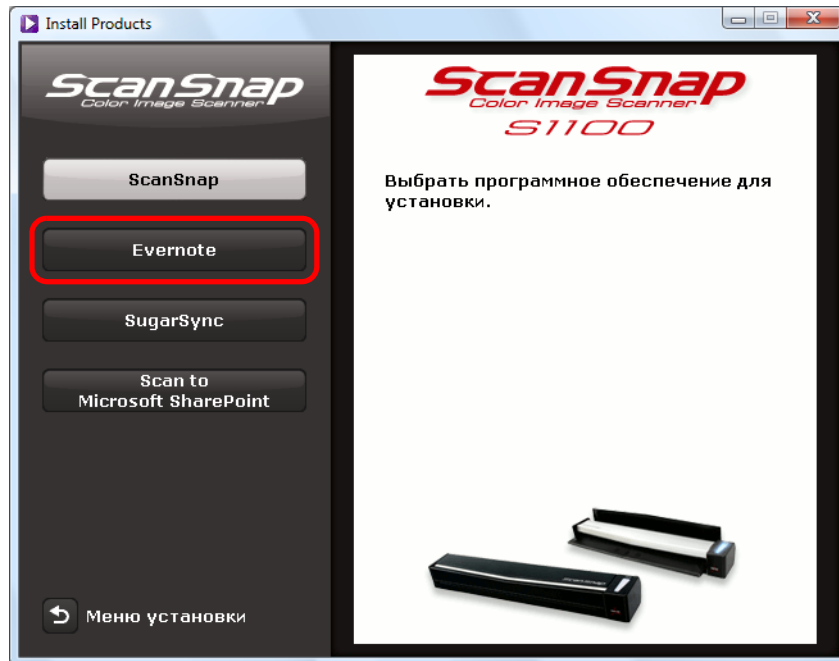 Install Products
ScanSnap
Color Image Scanner
ScanSnap
Evernote
SugarSync
Scan to
Microsoft SharePoint
Меню установки
ScanSnap
Color Image Scanner
S1100
Выбрать программное обеспечение для
установки.
ScanSnap